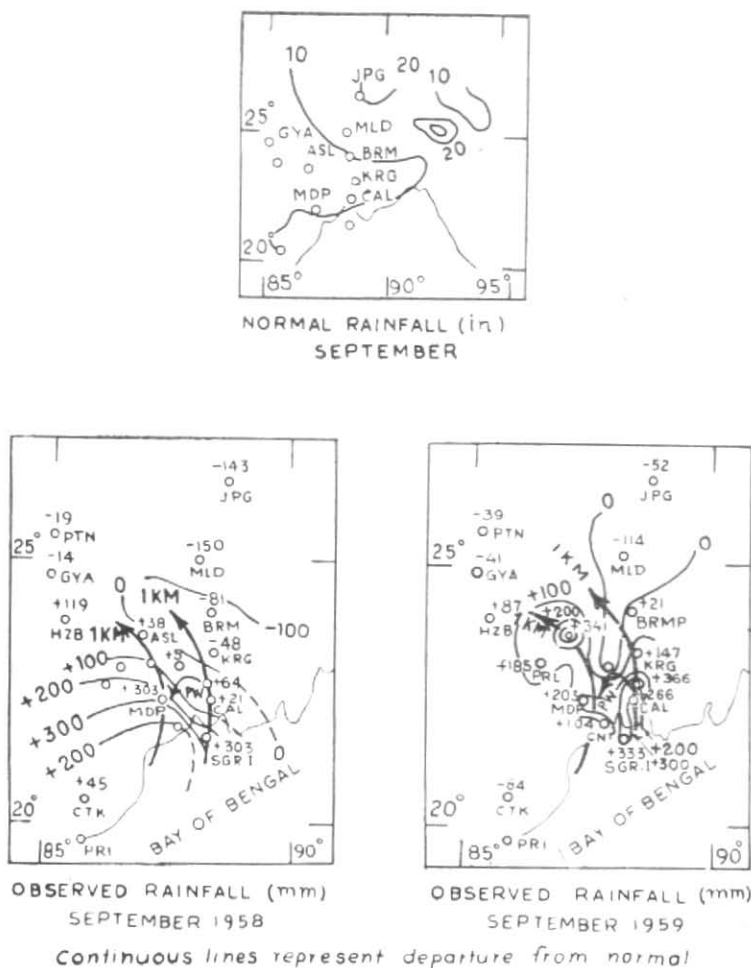 10
20 10
JPG
25°
GYA
MLD
ASL
BRM
20
KRG
MDP
CAL
20°
85° 90° 95°
NORMAL RAINFALL (in)
SEPTEMBER
-143
JPG
-19
PTN
25°
-14
GYA
-150
MLD
0
1KM
+119
HZB
1KM
+38
ASL
-81
BRM
-100
-48
KRG
+100
+5
+200
+303
MDP
PW
+64
+21
CAL
+300
+200
+303
SGR I
0
+45
CTK
20°
BAY OF BENGAL
PRI
85° 90°
OBSERVED RAINFALL (mm)
SEPTEMBER 1958
-52
JPG
0
-39
PTN
25°
0
-41
GYA
1KM
-114
MLD
+100
+87
HZB
+200
1KM
+341
+21
BRMP
+185
PRL
+147
KRG
+366
+203
MDP
PW
+266
CAL
+104
CNT
+333
SGR.I
+200
+300
-84
CTK
20°
BAY OF BENGAL
PRI
85° 90°
OBSERVED RAINFALL (mm)
SEPTEMBER 1959
Continuous lines represent departure from normal